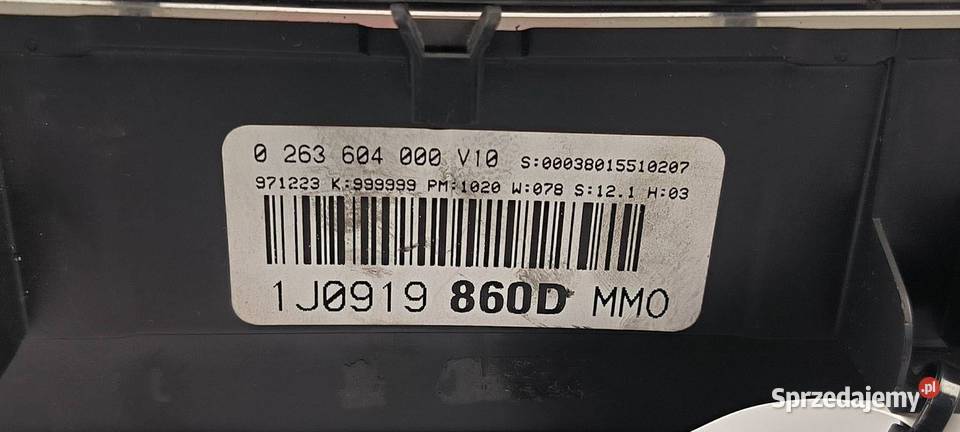 0 263 604 000 V10 S:00038015510207
971223 K:999999 PM:1020 W:078 S:12.1 H:03
1J0919 860D MMO
Sprzedajemy.pl